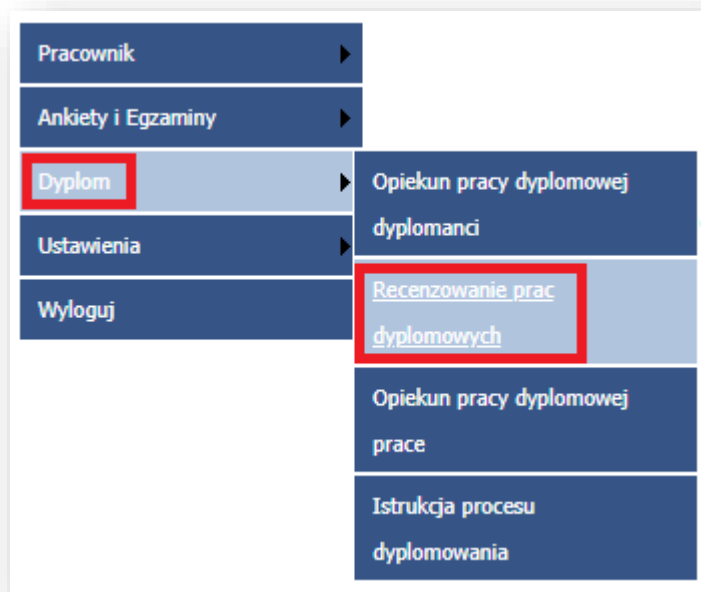 Pracownik
Ankiety i Egzaminy
Dyplom
Ustawienia
Wyloguj
Opiekun pracy dyplomowej
dyplomanci
Recenzowanie prac
dyplomowych
Opiekun pracy dyplomowej
prace
Istrukcja procesu
dyplomowania